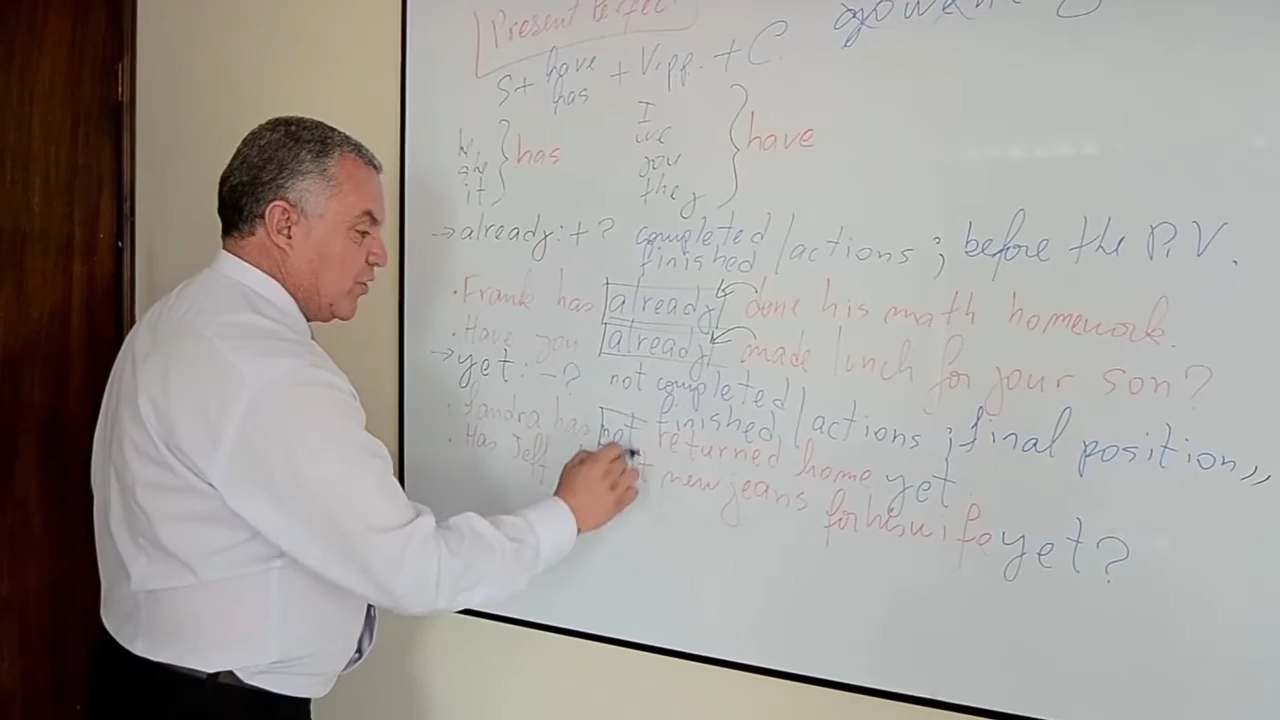 Present Perfect
S+ have + V.pp. + C.
has
he
she
it
has
I
we
you
they
have
→already: + ? completed / actions ; before the P.V.
finished
· Frank has already done his math homework.
· Have you already made lunch for your son?
→yet: - ? not completed / actions ; final position,,
finished
· Sandra has not returned home yet.
· Has Jeff new jeans for his wife yet?